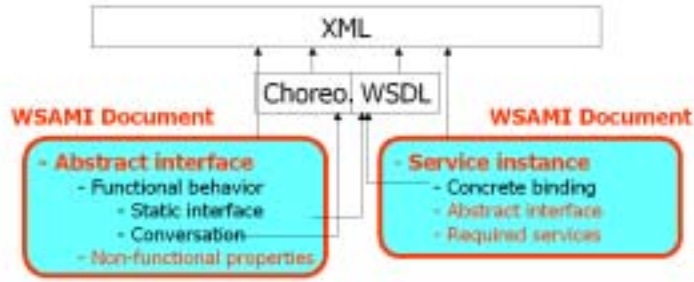 XML
Choreo. WSDL
WSAMI Document
WSAMI Document
- Abstract interface
- Functional behavior
- Static interface
- Conversation
- Non-functional properties
- Service instance
- Concrete binding
- Abstract interface
- Required services